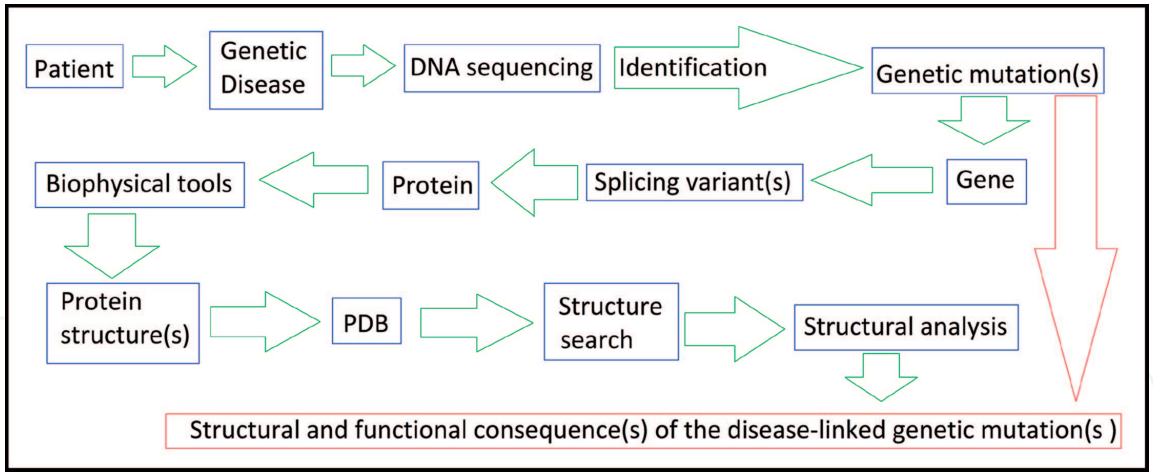 Patient
Genetic
Disease
DNA sequencing
Identification
Genetic mutation(s)
Biophysical tools
Protein
Splicing variant(s)
Gene
Protein
structure(s)
PDB
Structure
search
Structural analysis
Structural and functional consequence(s) of the disease-linked genetic mutation(s )